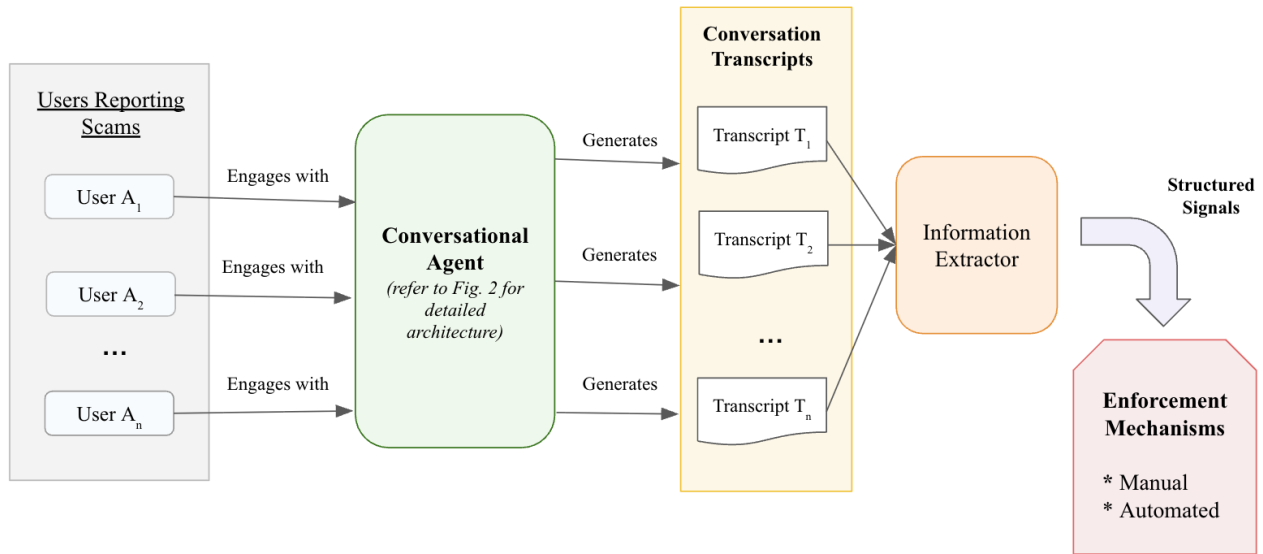 Users Reporting
Scams
User A1
User A2
...
User An
Engages with
Engages with
Engages with
Conversational
Agent
(refer to Fig. 2 for
detailed
architecture)
Generates
Generates
Generates
Conversation
Transcripts
Transcript T1
Transcript T2
...
Transcript Tn
Information
Extractor
Structured
Signals
Enforcement
Mechanisms
* Manual
* Automated